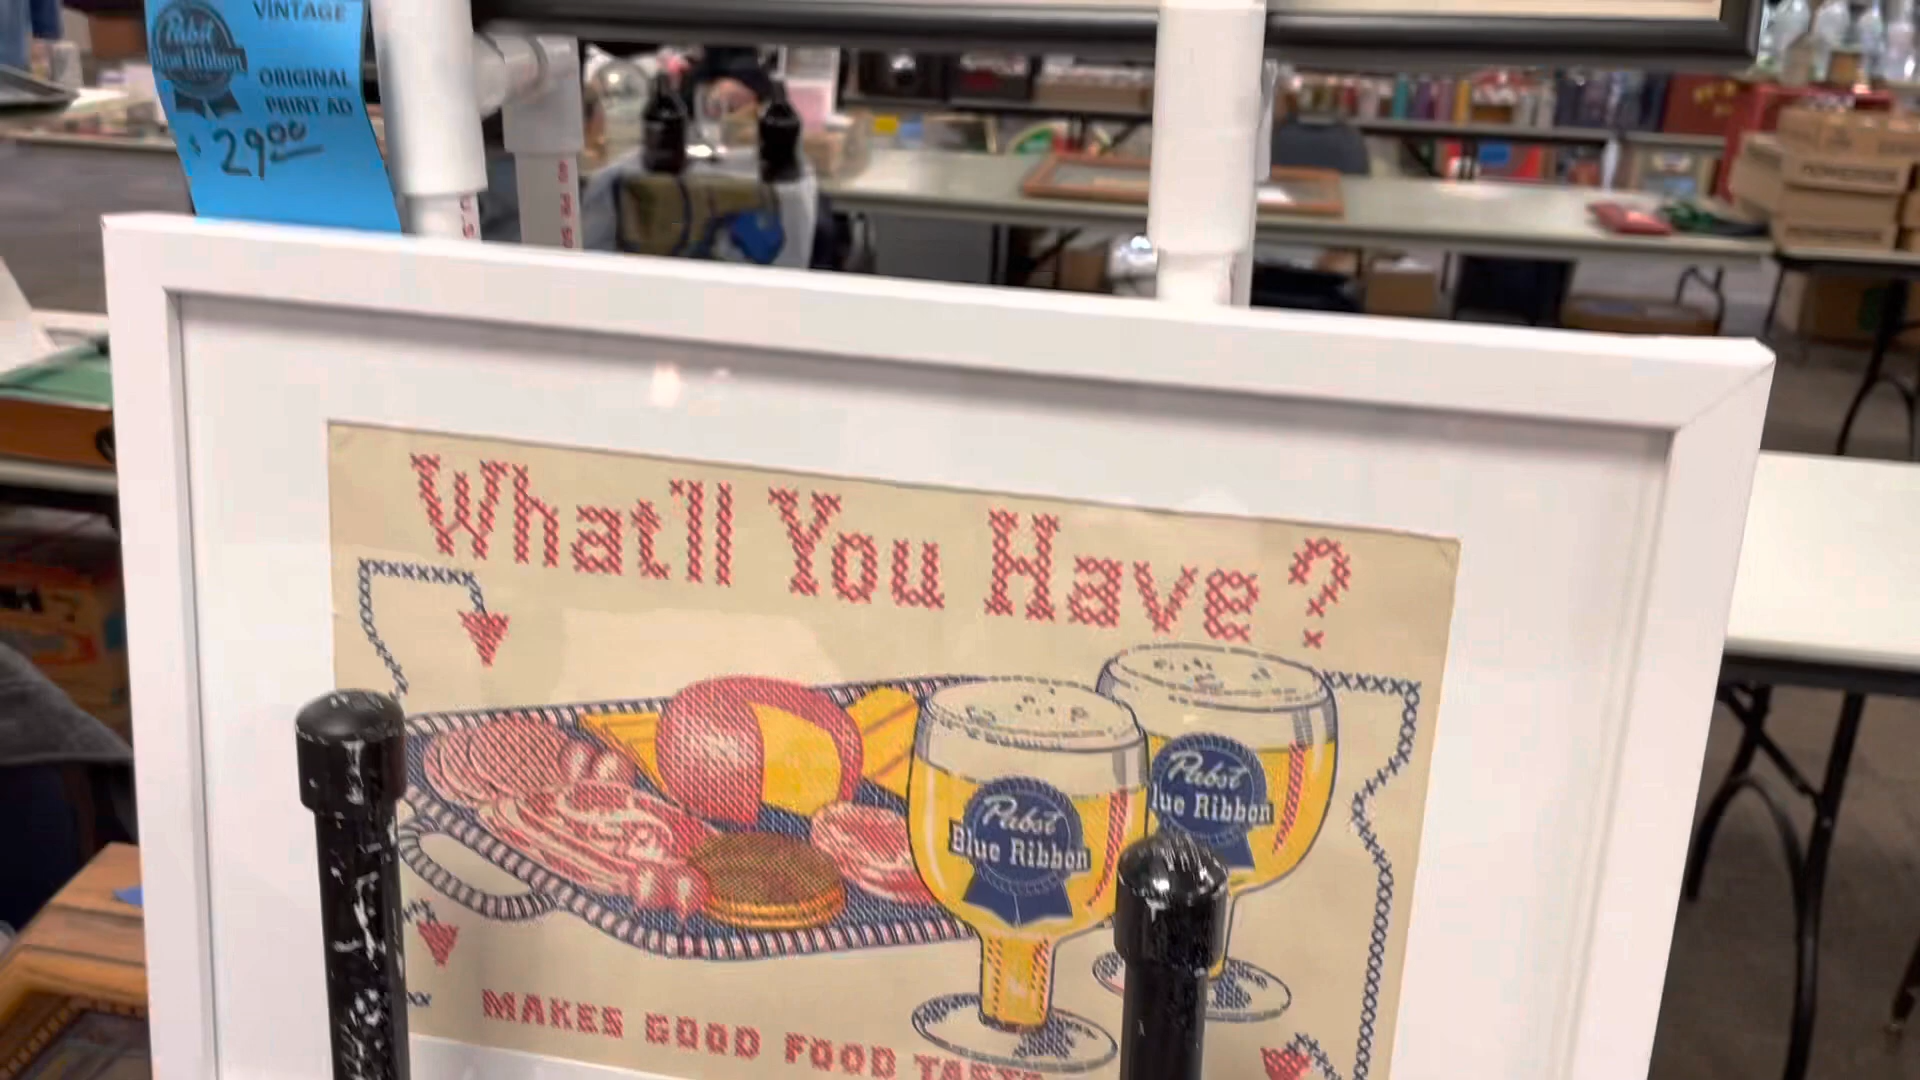 VINTAGE
Pabst
Blue Ribbon
ORIGINAL
PRINT AD
$29.00
What'll You Have?
Pabst
Blue Ribbon
Pabst
lue Ribbon
MAKES GOOD FOOD